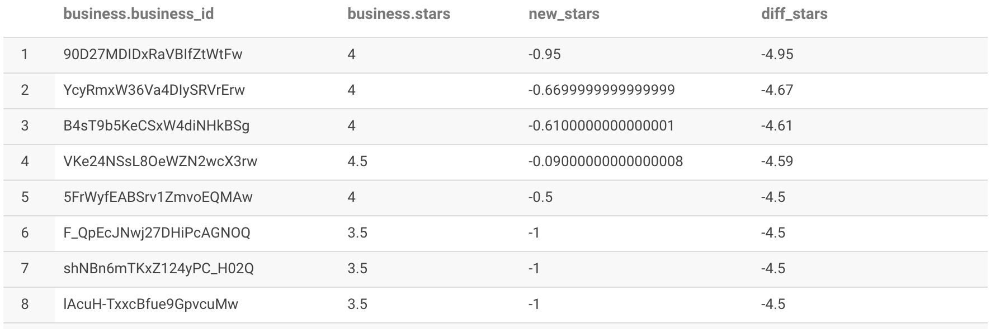 business.business_id business.stars new_stars diff_stars
1 90D27MDIDxRaVBIfZtWtFw 4 -0.95 -4.95
2 YcyRmxW36Va4DIySRVrErw 4 -0.6699999999999999 -4.67
3 B4sT9b5KeCSxW4diNHkBSg 4 -0.6100000000000001 -4.61
4 VKe24NSsL8OeWZN2wcX3rw 4.5 -0.09000000000000008 -4.59
5 5FrWyfEABSrv1ZmvoEQMAw 4 -0.5 -4.5
6 F_QpEcJNwj27DHiPcAGNOQ 3.5 -1 -4.5
7 shNBn6mTKxZ124yPC_H02Q 3.5 -1 -4.5
8 lAcuH-TxxcBfue9GpvcuMw 3.5 -1 -4.5